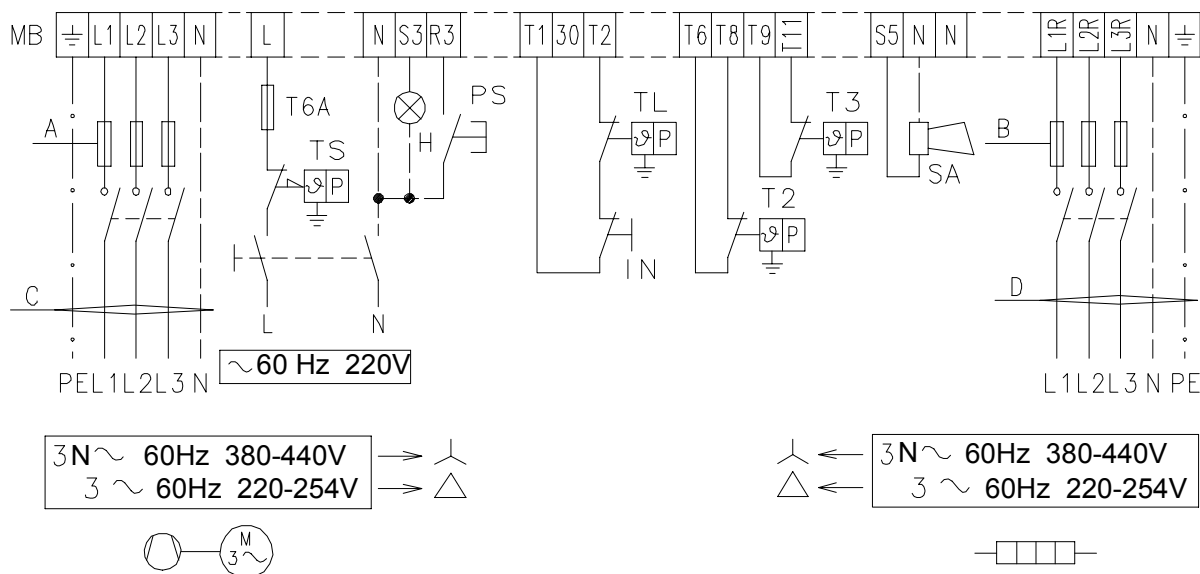 MB L1 L2 L3 N L N S3 R3 T1 30 T2 T6 T8 T9 T11 S5 N N L1R L2R L3R N
A T6A TS ϑ P H PS TL ϑ P T3 ϑ P SA B
T2 ϑ P
IN
C L N D
~60 Hz 220V
PE L1 L2 L3 N L1 L2 L3 N PE
3N~ 60Hz 380-440V 3N~ 60Hz 380-440V
3 ~ 60Hz 220-254V 3 ~ 60Hz 220-254V
M
3~